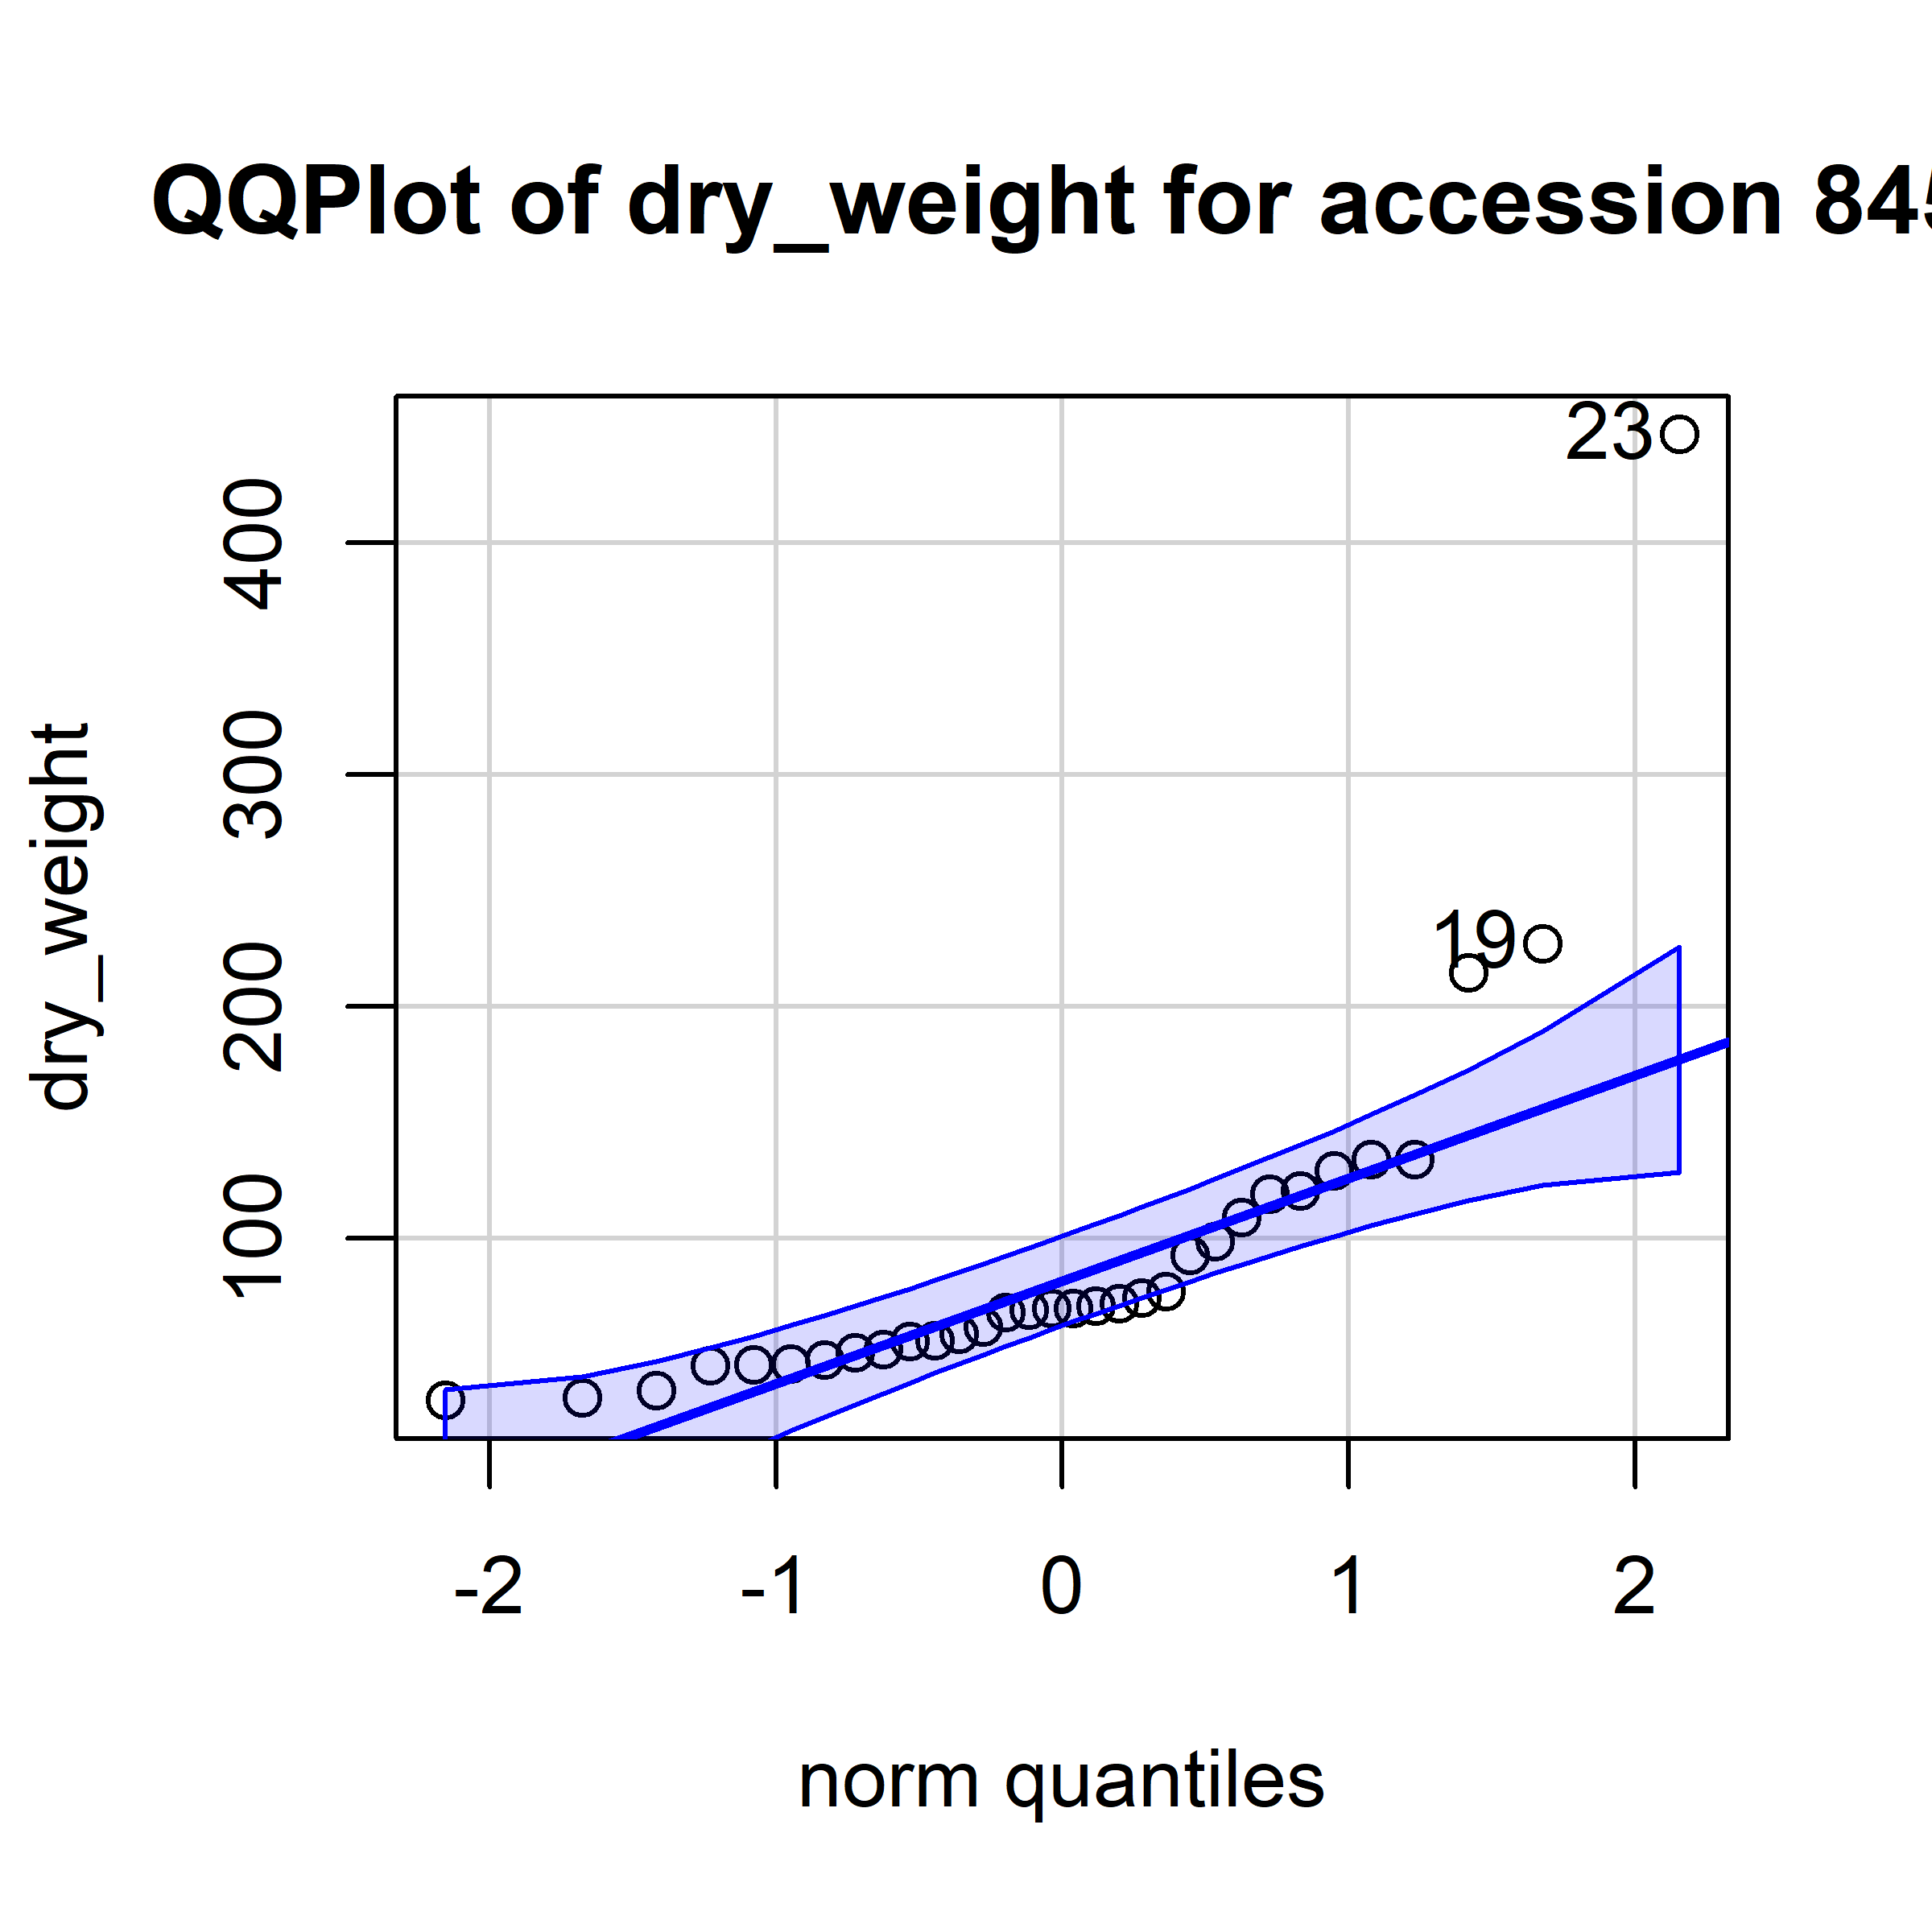 QQPlot of dry_weight for accession 845
23
400
300
19
200
100
dry_weight
-2 -1 0 1 2
norm quantiles